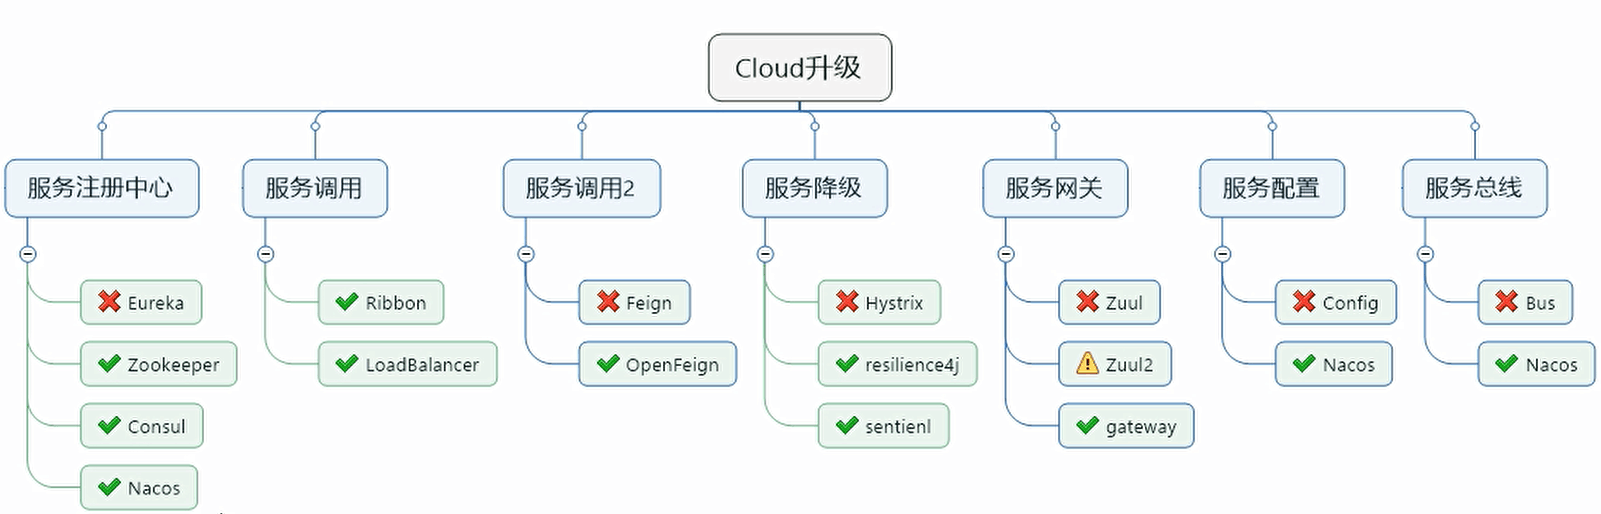 Cloud升级
服务注册中心
服务调用
服务调用2
服务降级
服务网关
服务配置
服务总线
Eureka
Ribbon
Feign
Hystrix
Zuul
Config
Bus
Zookeeper
LoadBalancer
OpenFeign
resilience4j
Zuul2
Nacos
Nacos
Consul
sentienl
gateway
Nacos